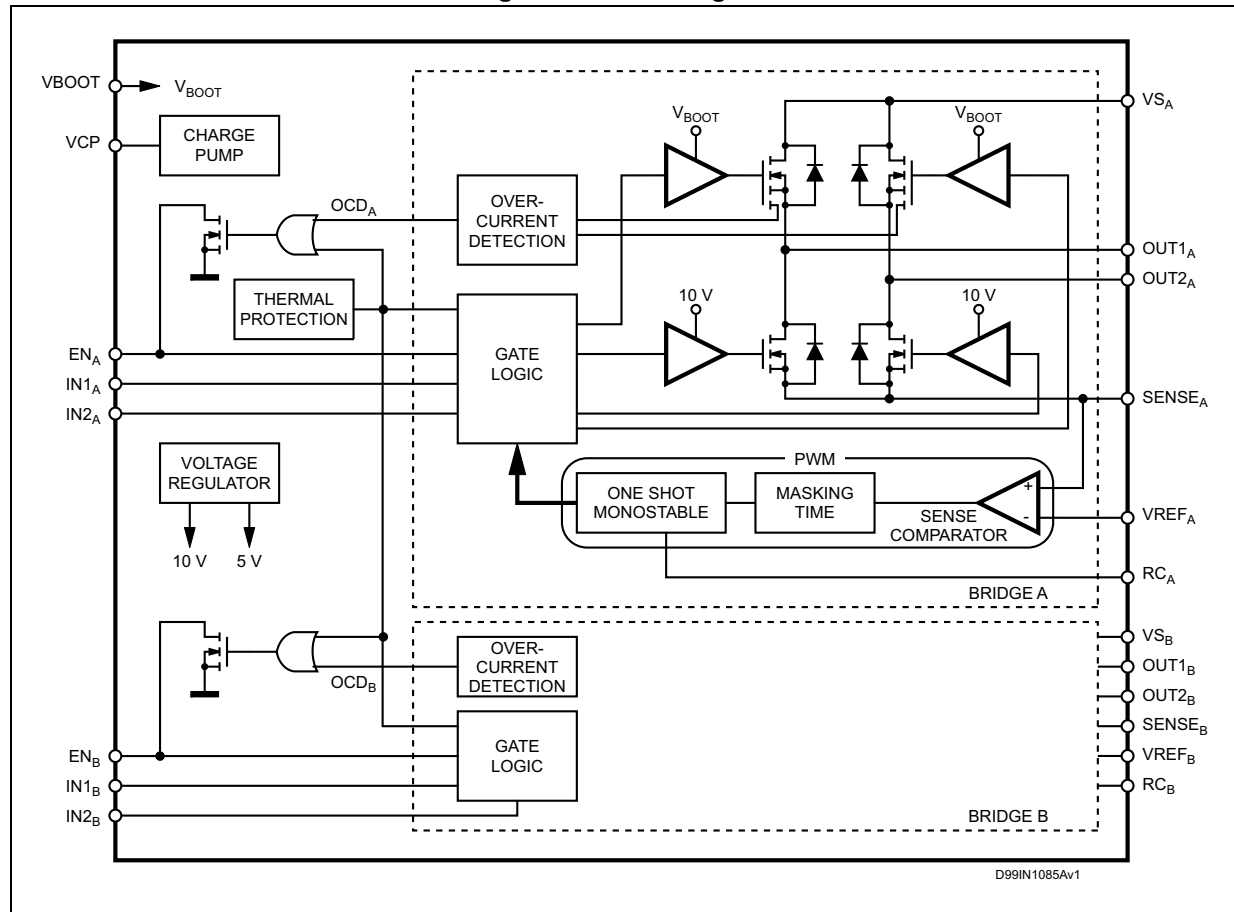 VBOOT
V_BOOT
VCP
CHARGE
PUMP
OCD_A
OVER-
CURRENT
DETECTION
V_BOOT
V_BOOT
VS_A
OUT1_A
OUT2_A
THERMAL
PROTECTION
10 V
10 V
EN_A
IN1_A
IN2_A
GATE
LOGIC
SENSE_A
VOLTAGE
REGULATOR
10 V
5 V
PWM
ONE SHOT
MONOSTABLE
MASKING
TIME
+
-
SENSE
COMPARATOR
VREF_A
RC_A
BRIDGE A
OCD_B
OVER-
CURRENT
DETECTION
VS_B
OUT1_B
OUT2_B
SENSE_B
VREF_B
RC_B
EN_B
IN1_B
IN2_B
GATE
LOGIC
BRIDGE B
D99IN1085Av1